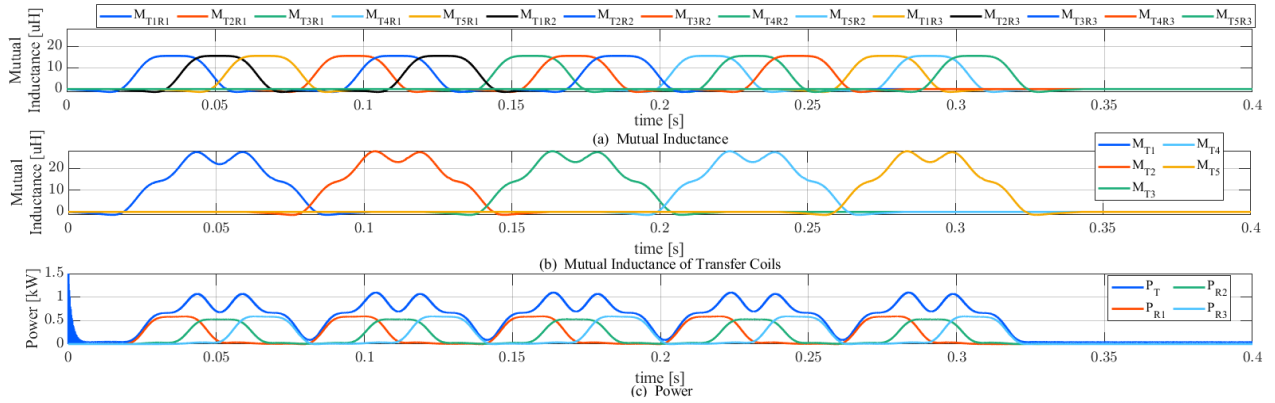 M_T1R1 M_T2R1 M_T3R1 M_T4R1 M_T5R1 M_T1R2 M_T2R2 M_T3R2 M_T4R2 M_T5R2 M_T1R3 M_T2R3 M_T3R3 M_T4R3 M_T5R3
Mutual
Inductance [uH]
20
10
0
0 0.05 0.1 0.15 0.2 0.25 0.3 0.35 0.4
time [s]
(a) Mutual Inductance
Mutual
Inductance [uH]
20
10
0
M_T1 M_T4
M_T2 M_T5
M_T3
0 0.05 0.1 0.15 0.2 0.25 0.3 0.35 0.4
time [s]
(b) Mutual Inductance of Transfer Coils
Power [kW]
1.5
1
0.5
0
P_T P_R2
P_R1 P_R3
0 0.05 0.1 0.15 0.2 0.25 0.3 0.35 0.4
time [s]
(c) Power